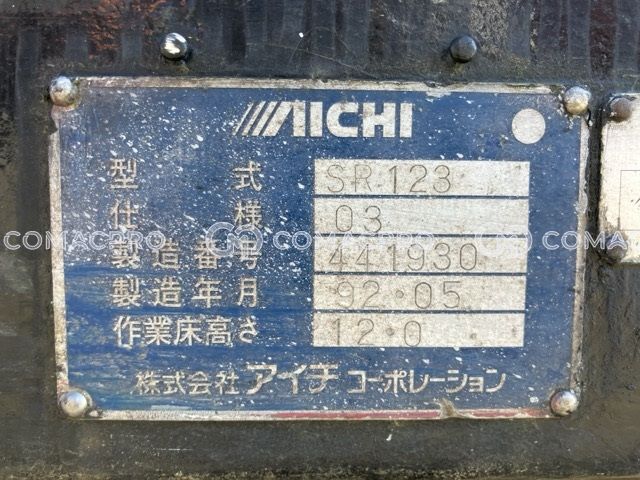 AICHI
型式 SR123
仕様 03
製造番号 441930
製造年月 92・05
作業床高さ 12・0
株式会社 アイチ コーポレーション
COMACPRO